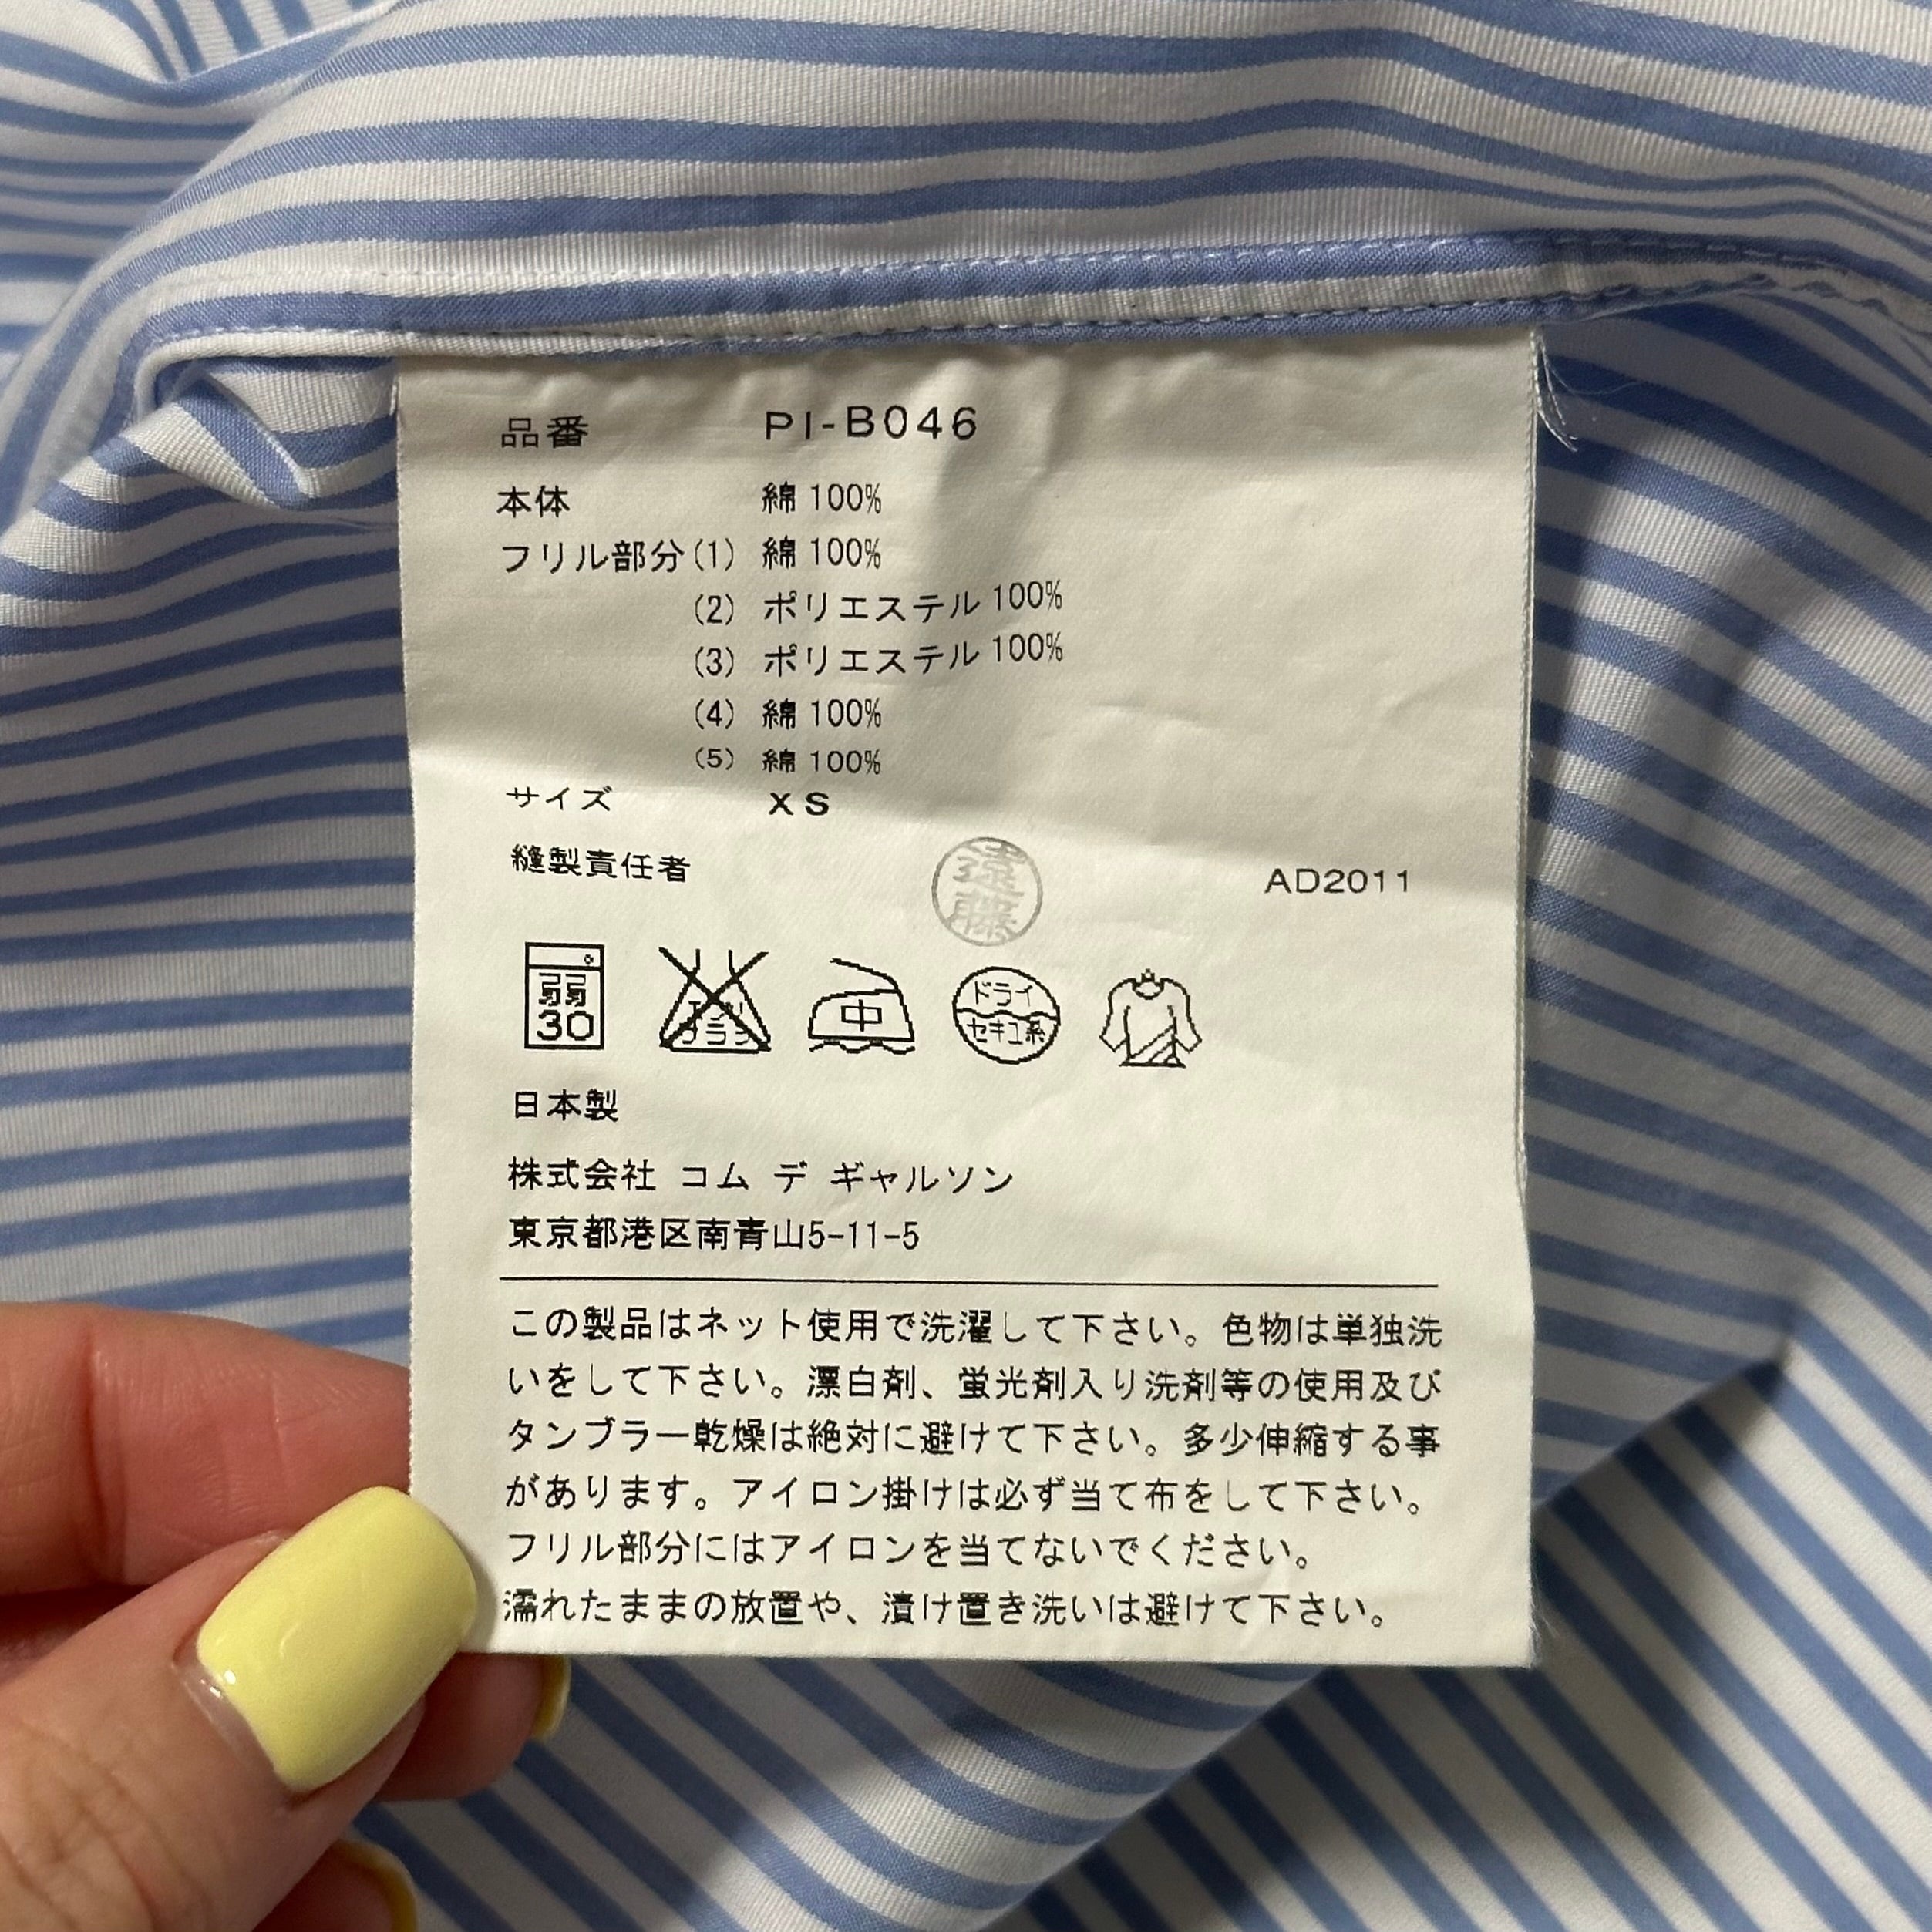 品番 PI-B046
本体 綿 100%
フリル部分(1) 綿 100%
(2) ポリエステル 100%
(3) ポリエステル 100%
(4) 綿 100%
(5) 綿 100%
サイズ XS
縫製責任者 遠藤 AD2011
弱 30 エンソ サラシ 中 ドライ セキユ系
日本製
株式会社 コム デ ギャルソン
東京都港区南青山5-11-5
この製品はネット使用で洗濯して下さい。色物は単独洗
いをして下さい。漂白剤、蛍光剤入り洗剤等の使用及び
タンブラー乾燥は絶対に避けて下さい。多少伸縮する事
があります。アイロン掛けは必ず当て布をして下さい。
フリル部分にはアイロンを当てないでください。
濡れたままの放置や、漬け置き洗いは避けて下さい。